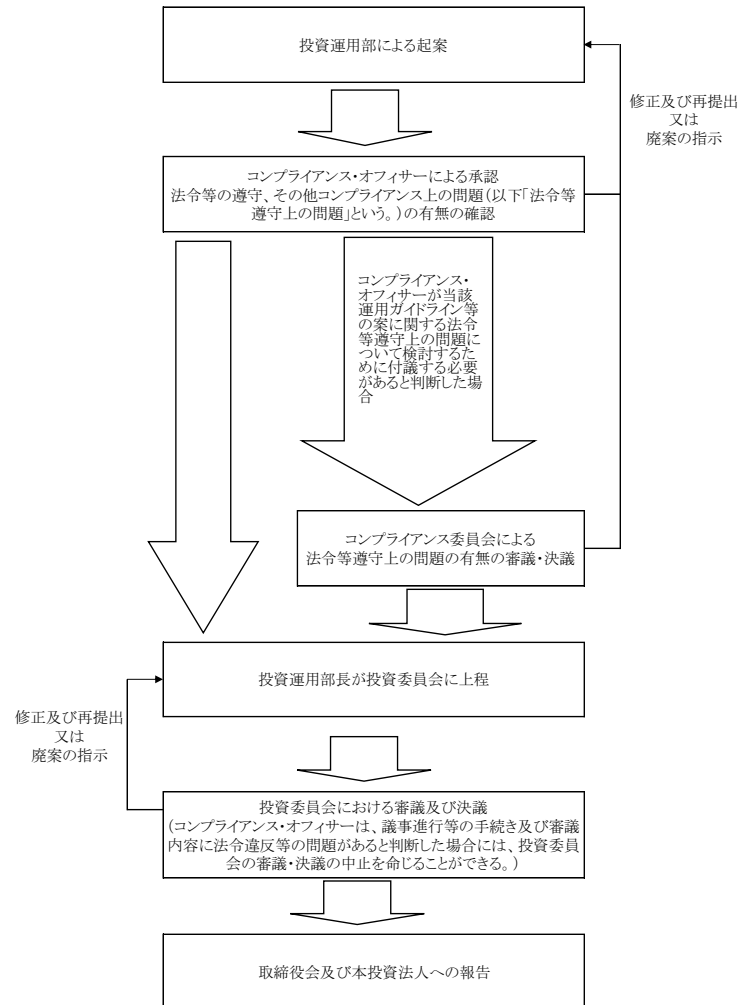 投資運用部による起案
修正及び再提出
又は
廃案の指示
コンプライアンス・オフィサーによる承認
法令等の遵守、その他コンプライアンス上の問題(以下「法令等
遵守上の問題」という。)の有無の確認
コンプライアンス・
オフィサーが当該
運用ガイドライン等
の案に関する法令
等遵守上の問題に
ついて検討するた
めに付議する必要
があると判断した場
合
コンプライアンス委員会による
法令等遵守上の問題の有無の審議・決議
投資運用部長が投資委員会に上程
修正及び再提出
又は
廃案の指示
投資委員会における審議及び決議
(コンプライアンス・オフィサーは、議事進行等の手続き及び審議
内容に法令違反等の問題があると判断した場合には、投資委員
会の審議・決議の中止を命じることができる。)
取締役会及び本投資法人への報告